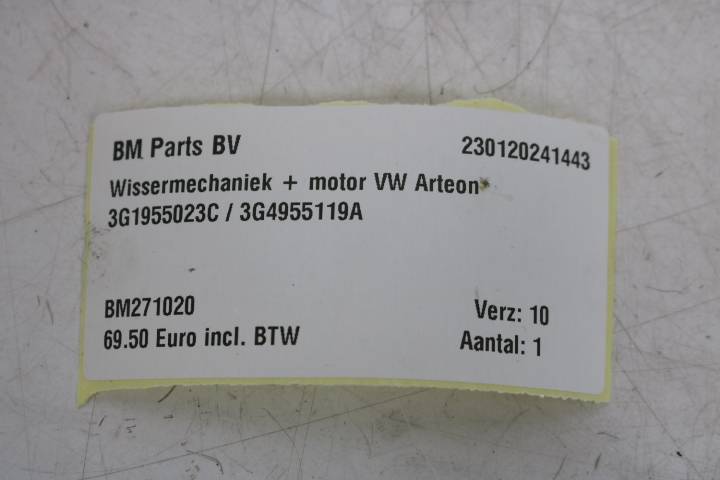 BM Parts BV 230120241443
Wissermechaniek + motor VW Arteon
3G1955023C / 3G4955119A
BM271020 Verz: 10
69.50 Euro incl. BTW Aantal: 1